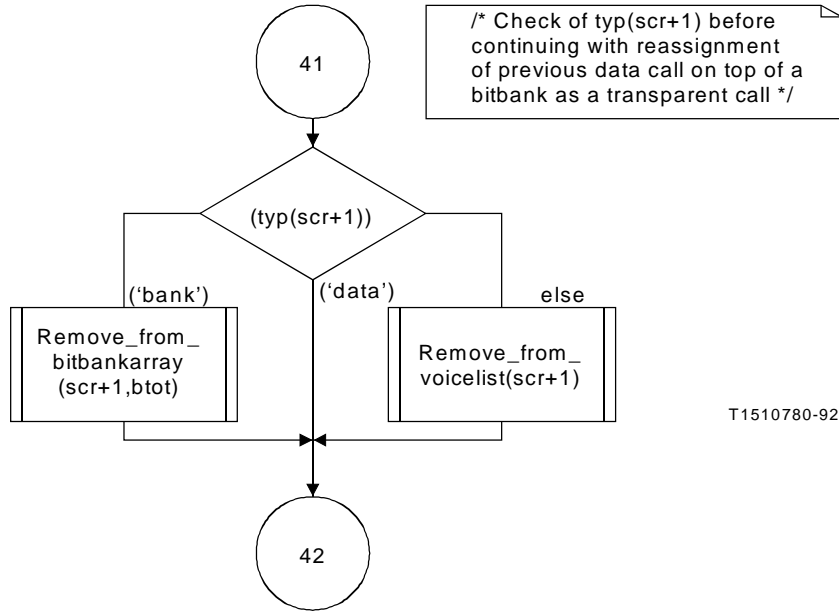 41
/* Check of typ(scr+1) before
continuing with reassignment
of previous data call on top of a
bitbank as a transparent call */
(typ(scr+1))
(‘bank’)
(‘data’)
else
Remove_from_
bitbankarray
(scr+1,btot)
Remove_from_
voicelist(scr+1)
T1510780-92
42